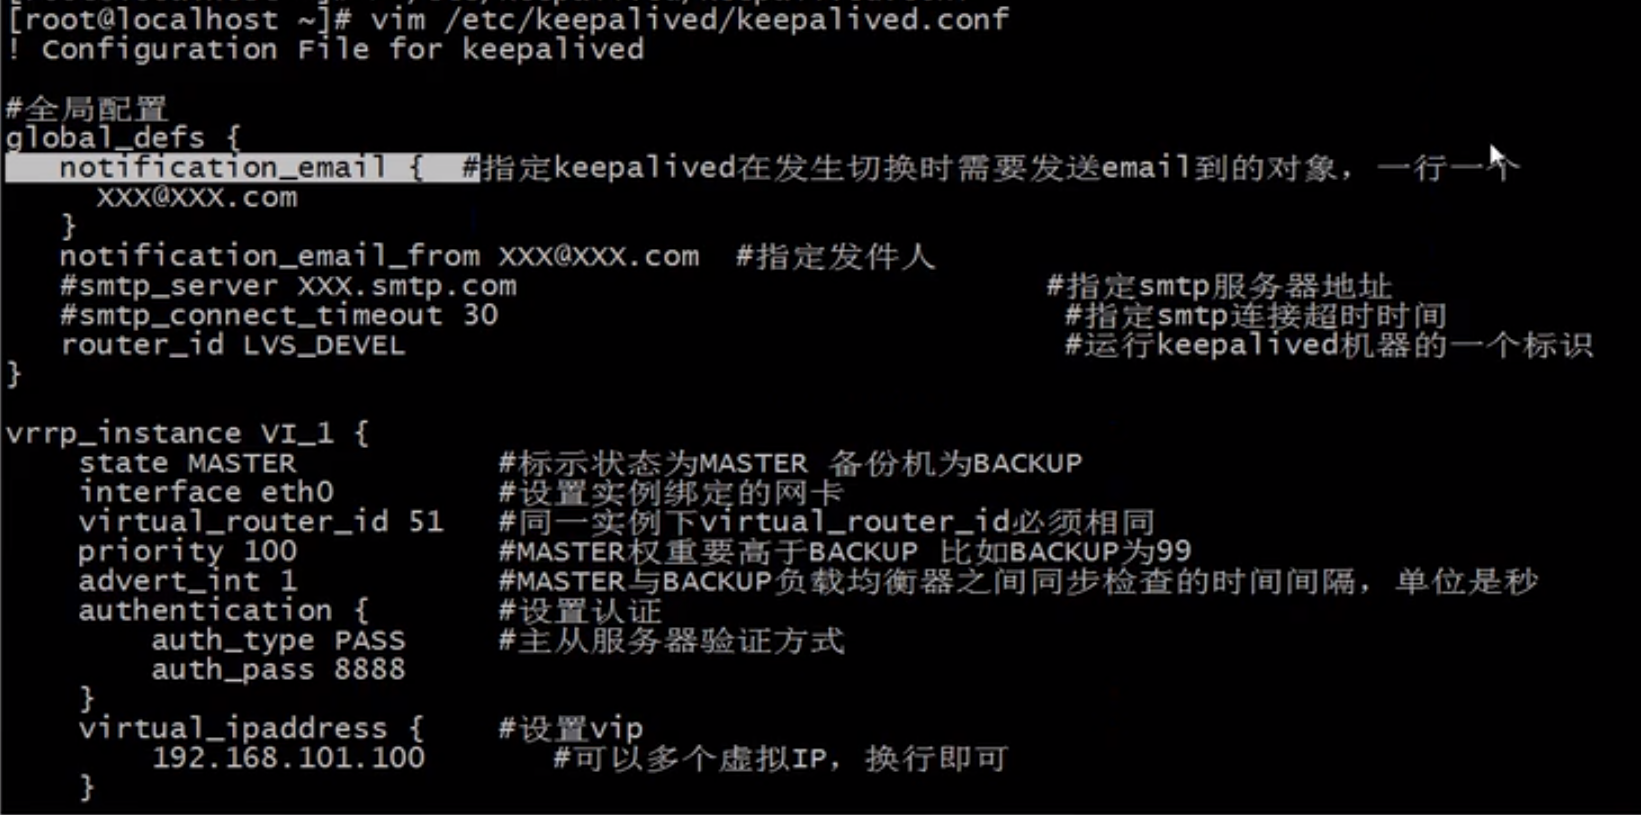 [root@localhost ~]# vim /etc/keepalived/keepalived.conf
! Configuration File for keepalived
#全局配置
global_defs {
notification_email {  #指定keepalived在发生切换时需要发送email到的对象，一行一个
XXX@XXX.com
}
notification_email_from XXX@XXX.com  #指定发件人
#smtp_server XXX.smtp.com  #指定smtp服务器地址
#smtp_connect_timeout 30  #指定smtp连接超时时间
router_id LVS_DEVEL  #运行keepalived机器的一个标识
}
vrrp_instance VI_1 {
state MASTER  #标示状态为MASTER 备份机为BACKUP
interface eth0  #设置实例绑定的网卡
virtual_router_id 51  #同一实例下virtual_router_id必须相同
priority 100  #MASTER权重要高于BACKUP 比如BACKUP为99
advert_int 1  #MASTER与BACKUP负载均衡器之间同步检查的时间间隔，单位是秒
authentication {  #设置认证
auth_type PASS  #主从服务器验证方式
auth_pass 8888
}
virtual_ipaddress {  #设置vip
192.168.101.100  #可以多个虚拟IP，换行即可
}